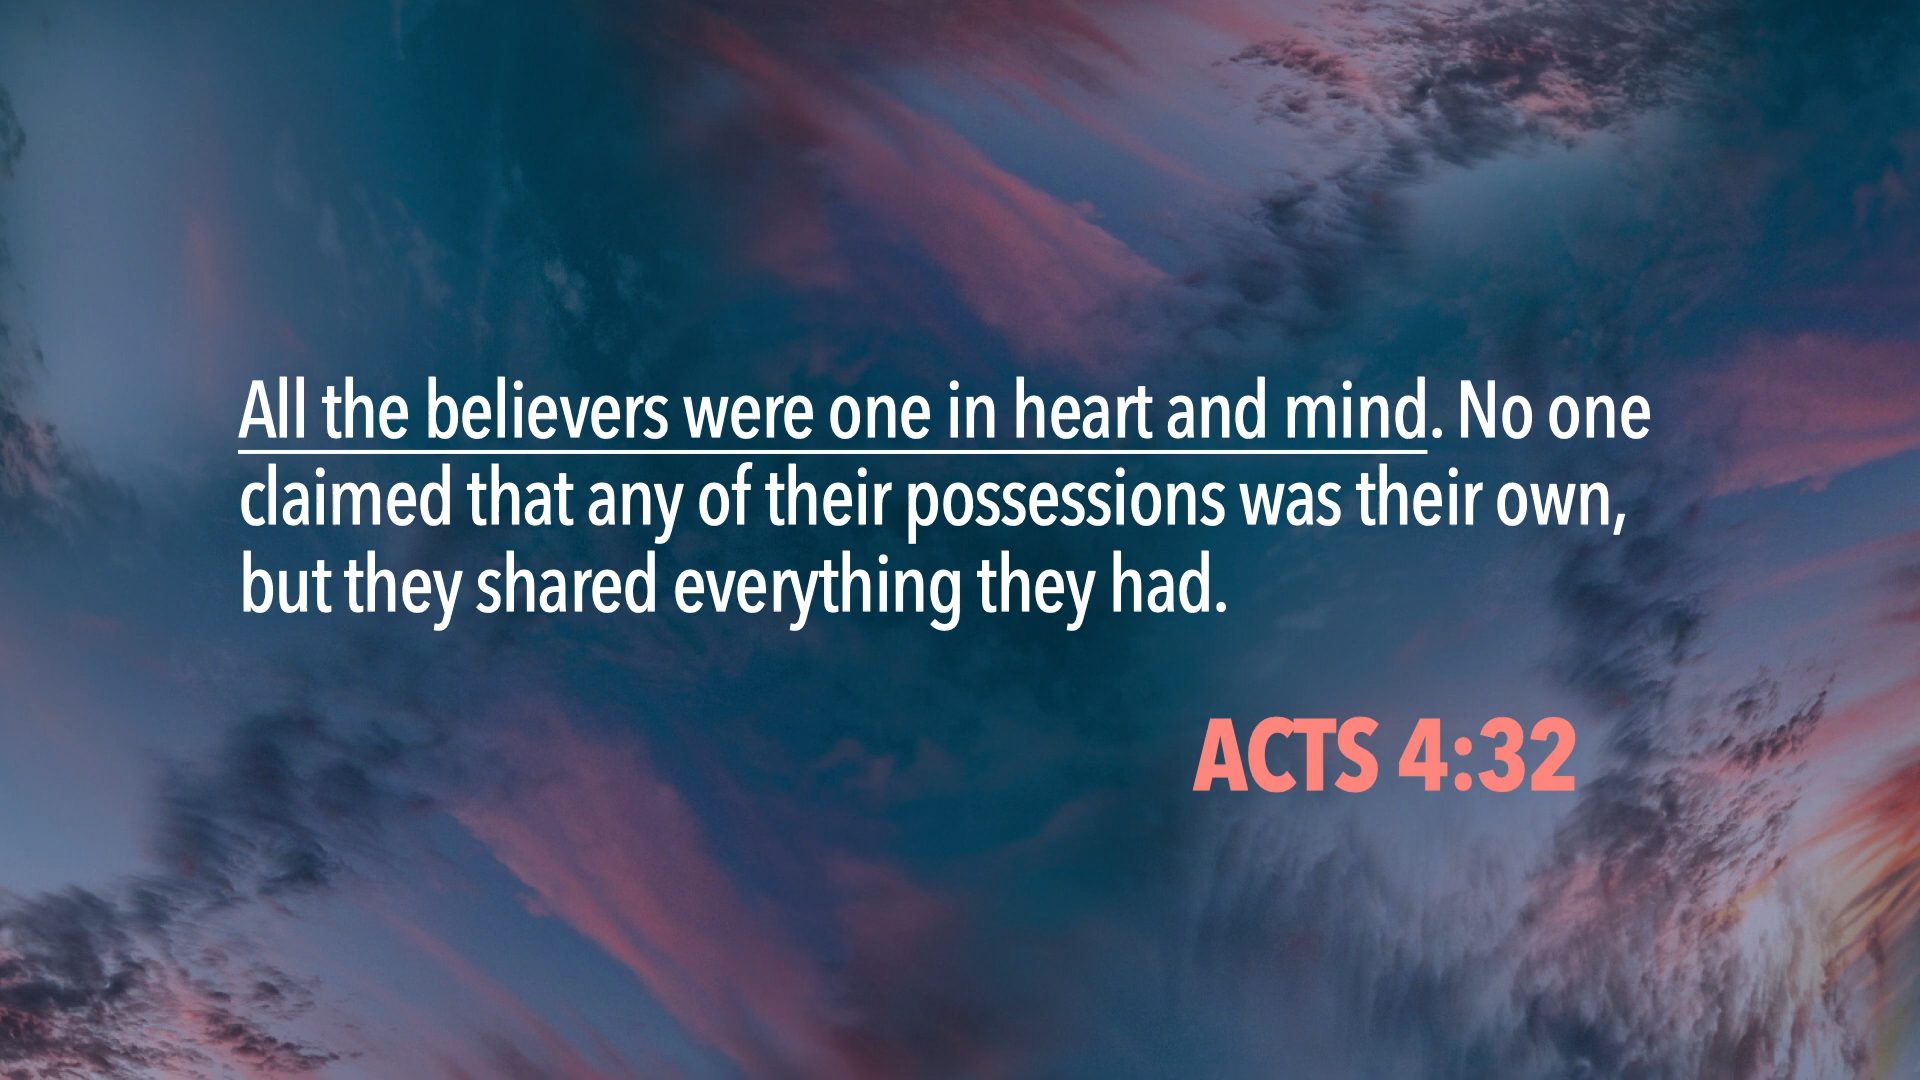 All the believers were one in heart and mind. No one
claimed that any of their possessions was their own,
but they shared everything they had.
ACTS 4:32